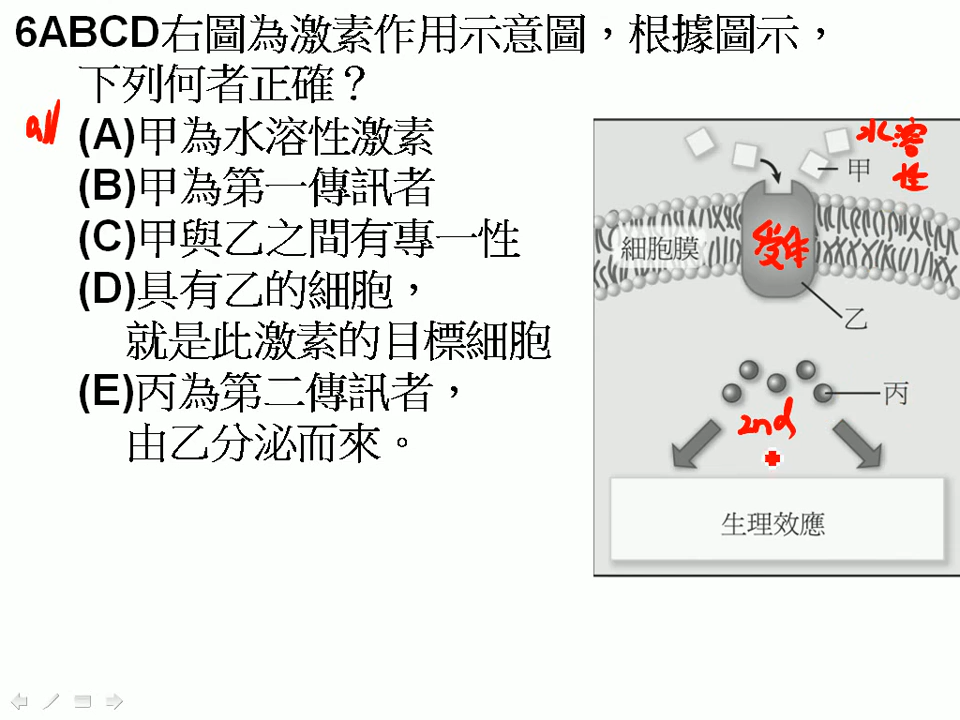 6ABCD右圖為激素作用示意圖，根據圖示，
下列何者正確？
all
(A)甲為水溶性激素
(B)甲為第一傳訊者
(C)甲與乙之間有專一性
(D)具有乙的細胞，
就是此激素的目標細胞
(E)丙為第二傳訊者，
由乙分泌而來。
水溶
性
甲
受体
細胞膜
乙
丙
2nd
生理效應